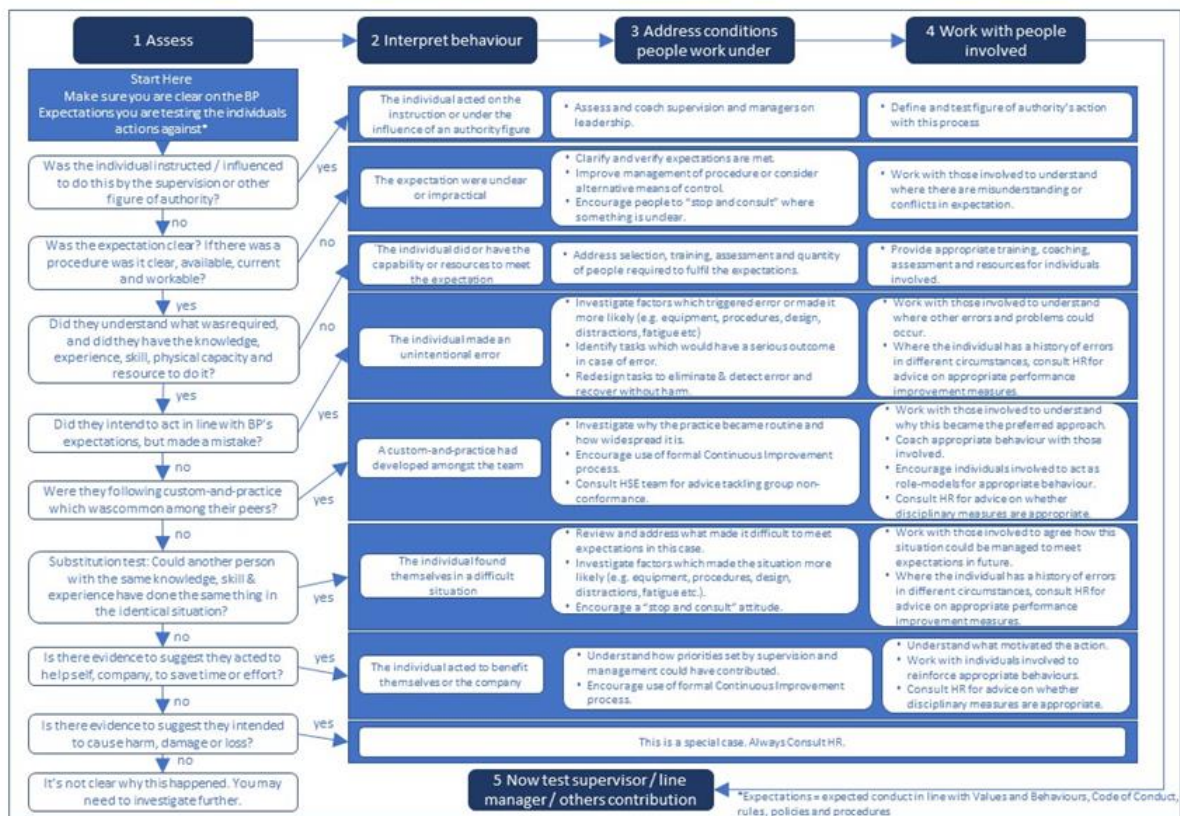 1 Assess
2 Interpret behaviour
3 Address conditions
people work under
4 Work with people
involved
Start Here
Make sure you are clear on the BP
Expectations you are testing the individuals
actions against*
The individual acted on the
instruction or under the
influence of an authority figure
• Assess and coach supervision and managers on
leadership.
• Define and test figure of authority's action
with this process
Was the individual instructed / influenced
to do this by the supervision or other
figure of authority?
yes
no
The expectation were unclear
or impractical
• Clarify and verify expectations are met.
• Improve management of procedure or consider
alternative means of control.
• Encourage people to "stop and consult" where
something is unclear.
• Work with those involved to understand
where there are misunderstanding or
conflicts in expectation.
Was the expectation clear? If there was a
procedure was it clear, available, current
and workable?
no
yes
The individual did or have the
capability or resources to meet
the expectation
• Address selection, training, assessment and quantity
of people required to fulfil the expectations.
• Provide appropriate training, coaching,
assessment and resources for individuals
involved.
Did they understand what was required,
and did they have the knowledge,
experience, skill, physical capacity and
resource to do it?
no
yes
The individual made an
unintentional error
• Investigate factors which triggered error or made it
more likely (e.g. equipment, procedures, design,
distractions, fatigue etc)
• Identify tasks which would have a serious outcome
in case of error.
• Redesign tasks to eliminate & detect error and
recover without harm.
• Work with those involved to understand
where other errors and problems could
occur.
• Where the individual has a history of errors
in different circumstances, consult HR for
advice on appropriate performance
improvement measures.
Did they intend to act in line with BP's
expectations, but made a mistake?
yes
no
A custom-and-practice had
developed amongst the team
• Investigate why the practice became routine and
how widespread it is.
• Encourage use of formal Continuous Improvement
process.
• Consult HSE team for advice tackling group non-
conformance.
• Work with those involved to understand
why this became the preferred approach.
• Coach appropriate behaviour with those
involved.
• Encourage individuals involved to act as
role-models for appropriate behaviour.
• Consult HR for advice on whether
disciplinary measures are appropriate.
Were they following custom-and-practice
which was common among their peers?
yes
no
The individual found
themselves in a difficult
situation
• Review and address what made it difficult to meet
expectations in this case.
• Investigate factors which made the situation more
likely (e.g. equipment, procedures, design,
distractions, fatigue etc.).
• Encourage a "stop and consult" attitude.
• Work with those involved to agree how this
situation could be managed to meet
expectations in future.
• Where the individual has a history of errors
in different circumstances, consult HR for
advice on appropriate performance
improvement measures.
Substitution test: Could another person
with the same knowledge, skill &
experience have done the same thing in
the identical situation?
yes
no
The individual acted to benefit
themselves or the company
• Understand how priorities set by supervision and
management could have contributed.
• Encourage use of formal Continuous Improvement
process.
• Understand what motivated the action.
• Work with individuals involved to
reinforce appropriate behaviours.
• Consult HR for advice on whether
disciplinary measures are appropriate.
Is there evidence to suggest they acted to
help self, company, to save time or effort?
yes
no
Is there evidence to suggest they intended
to cause harm, damage or loss?
yes
no
This is a special case. Always Consult HR.
It's not clear why this happened. You may
need to investigate further.
5 Now test supervisor / line
manager / others contribution
*Expectations = expected conduct in line with Values and Behaviours, Code of Conduct,
rules, policies and procedures